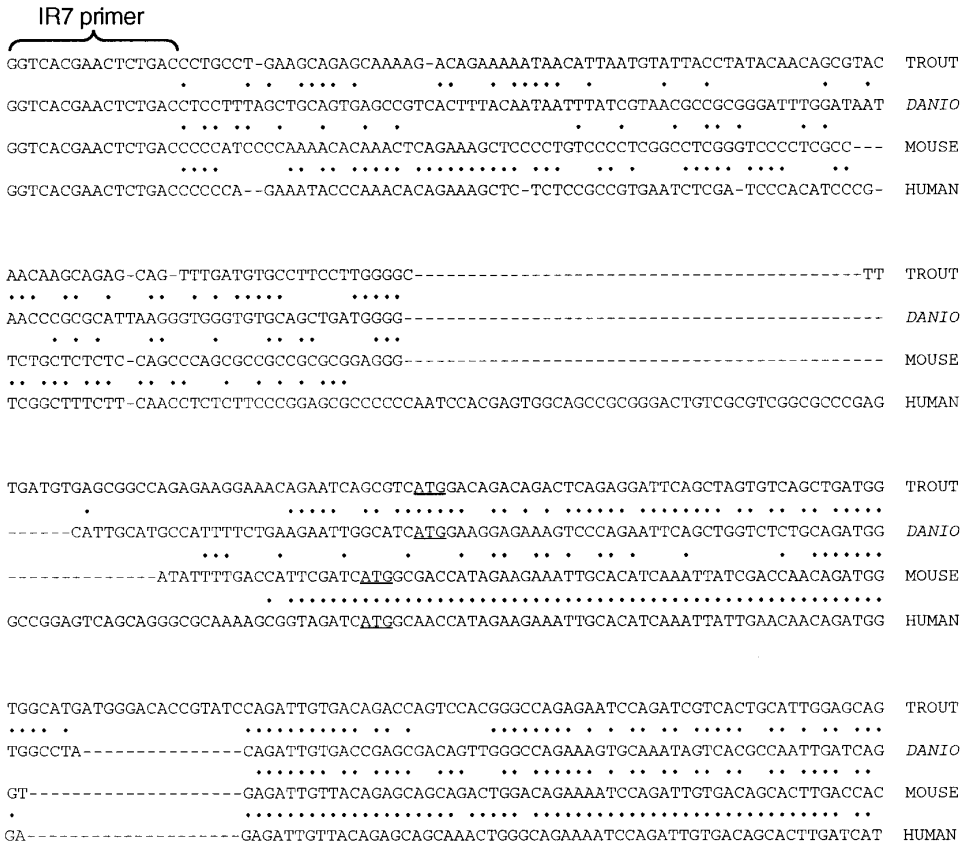 IR7 primer
GGTCACGAACTCTGACCCTGCCT-GAAGCAGAGCAAAAG-ACAGAAAAATAACATTAATGTATTACCTATACAACAGCGTAC TROUT
GGTCACGAACTCTGACCTCCTTTAGCTGCAGTGAGCCGTCACTTTACAATAATTTATCGTAACGCCGCGGGATTTGGATAAT DANIO
GGTCACGAACTCTGACCCCCATCCCCAAAACACAAACTCAGAAAGCTCCCCTGTCCCCTCGGCCTCGGGTCCCCTCGCC--- MOUSE
GGTCACGAACTCTGACCCCCCA--GAAATACCCAAACACAGAAAGCTC-TCTCCGCCGTGAATCTCGA-TCCCACATCCCG- HUMAN
AACAAGCAGAG-CAG-TTTGATGTGCCTTCCTTGGGGC------------------------------------------TT TROUT
AACCCGCGCATTAAGGGTGGGTGTGCAGCTGATGGGG--------------------------------------------- DANIO
TCTGCTCTCTC-CAGCCCAGCGCCGCCGCGCGGAGGG--------------------------------------------- MOUSE
TCGGCTTTCTT-CAACCTCTCTTCCCGGAGCGCCCCCCAATCCACGAGTGGCAGCCGCGGGACTGTCGCGTCGGCGCCCGAG HUMAN
TGATGTGAGCGGCCAGAGAAGGAAACAGAATCAGCGTCATGGACAGACAGACTCAGAGGATTCAGCTAGTGTCAGCTGATGG TROUT
------CATTGCATGCCATTTTCTGAAGAATTGGCATCATGGAAGGAGAAAGTCCCAGAATTCAGCTGGTCTCTGCAGATGG DANIO
--------------ATATTTTGACCATTCGATCATGGCGACCATAGAAGAAATTGCACATCAAATTATCGACCAACAGATGG MOUSE
GCCGGAGTCAGCAGGGCGCAAAAGCGGTAGATCATGGCAACCATAGAAGAAATTGCACATCAAATTATTGAACAACAGATGG HUMAN
TGGCATGATGGGACACCGTATCCAGATTGTGACAGACCAGTCCACGGGCCAGAGAATCCAGATCGTCACTGCATTGGAGCAG TROUT
TGGCCTA---------------CAGATTGTGACCGAGCGACAGTTGGGCCAGAAAGTGCAAATAGTCACGCCAATTGATCAG DANIO
GT--------------------GAGATTGTTACAGAGCAGCAGACTGGACAGAAAATCCAGATTGTGACAGCACTTGACCAC MOUSE
GA--------------------GAGATTGTTACAGAGCAGCAAACTGGGCAGAAAATCCAGATTGTGACAGCACTTGATCAT HUMAN